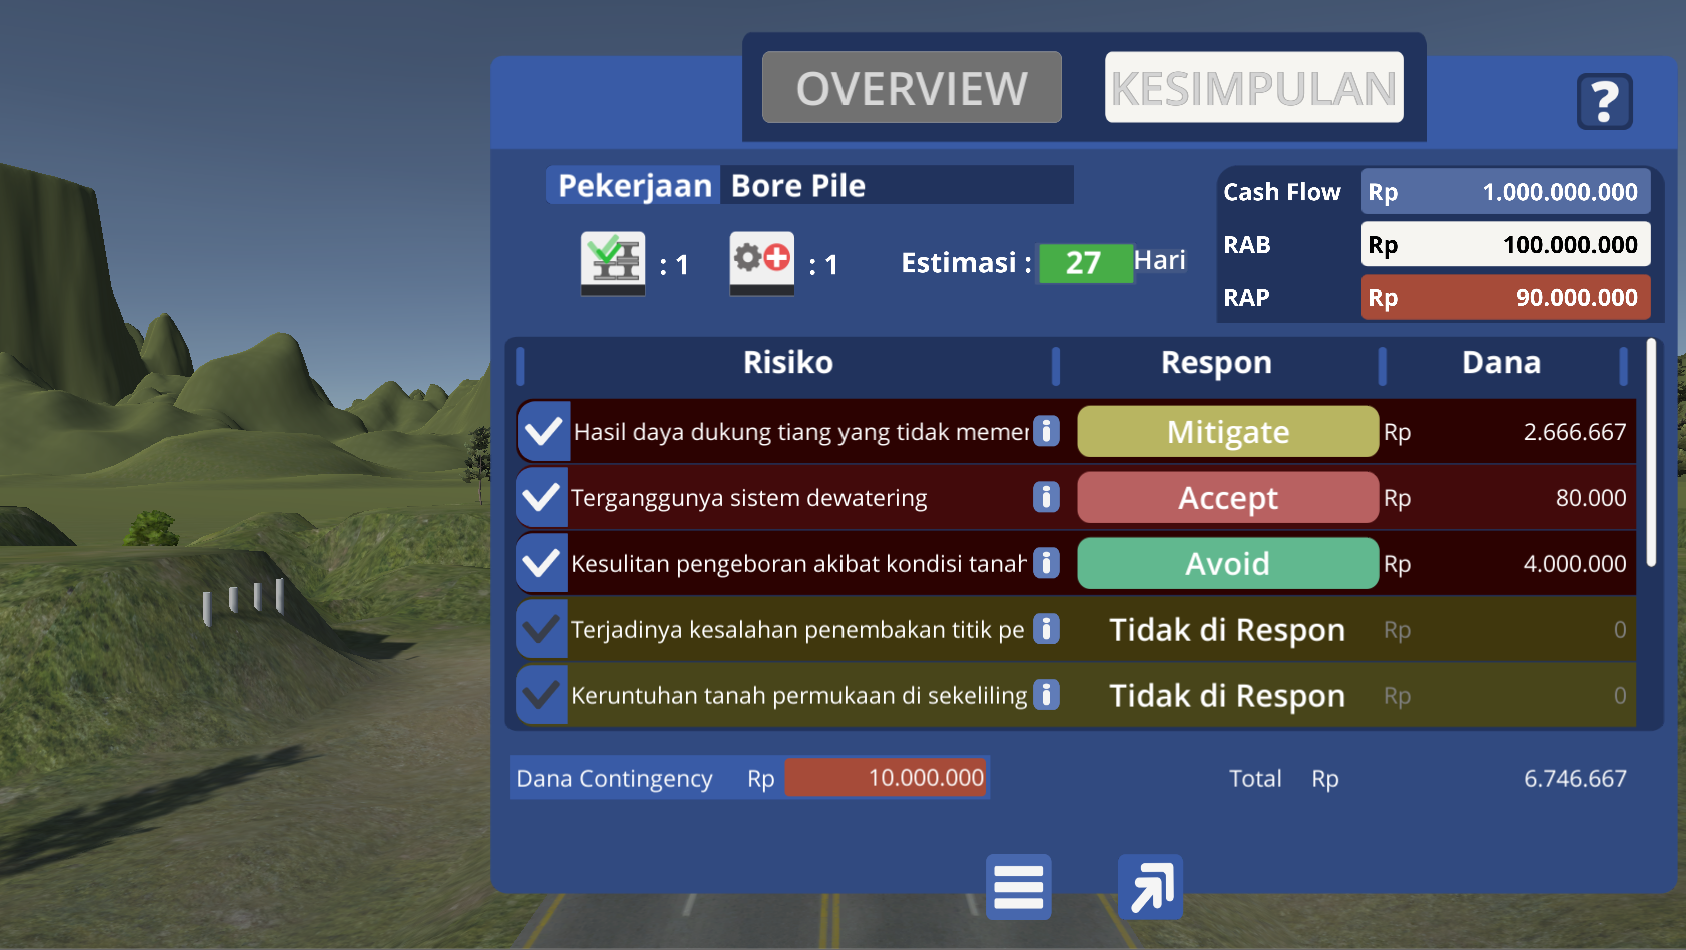 OVERVIEW KESIMPULAN ?
Pekerjaan Bore Pile
Cash Flow Rp 1.000.000.000
RAB Rp 100.000.000
RAP Rp 90.000.000
: 1 : 1 Estimasi : 27 Hari
Risiko Respon Dana
Hasil daya dukung tiang yang tidak memer i Mitigate Rp 2.666.667
Terganggunya sistem dewatering i Accept Rp 80.000
Kesulitan pengeboran akibat kondisi tanah i Avoid Rp 4.000.000
Terjadinya kesalahan penembakan titik pe i Tidak di Respon Rp 0
Keruntuhan tanah permukaan di sekeliling i Tidak di Respon Rp 0
Dana Contingency Rp 10.000.000 Total Rp 6.746.667